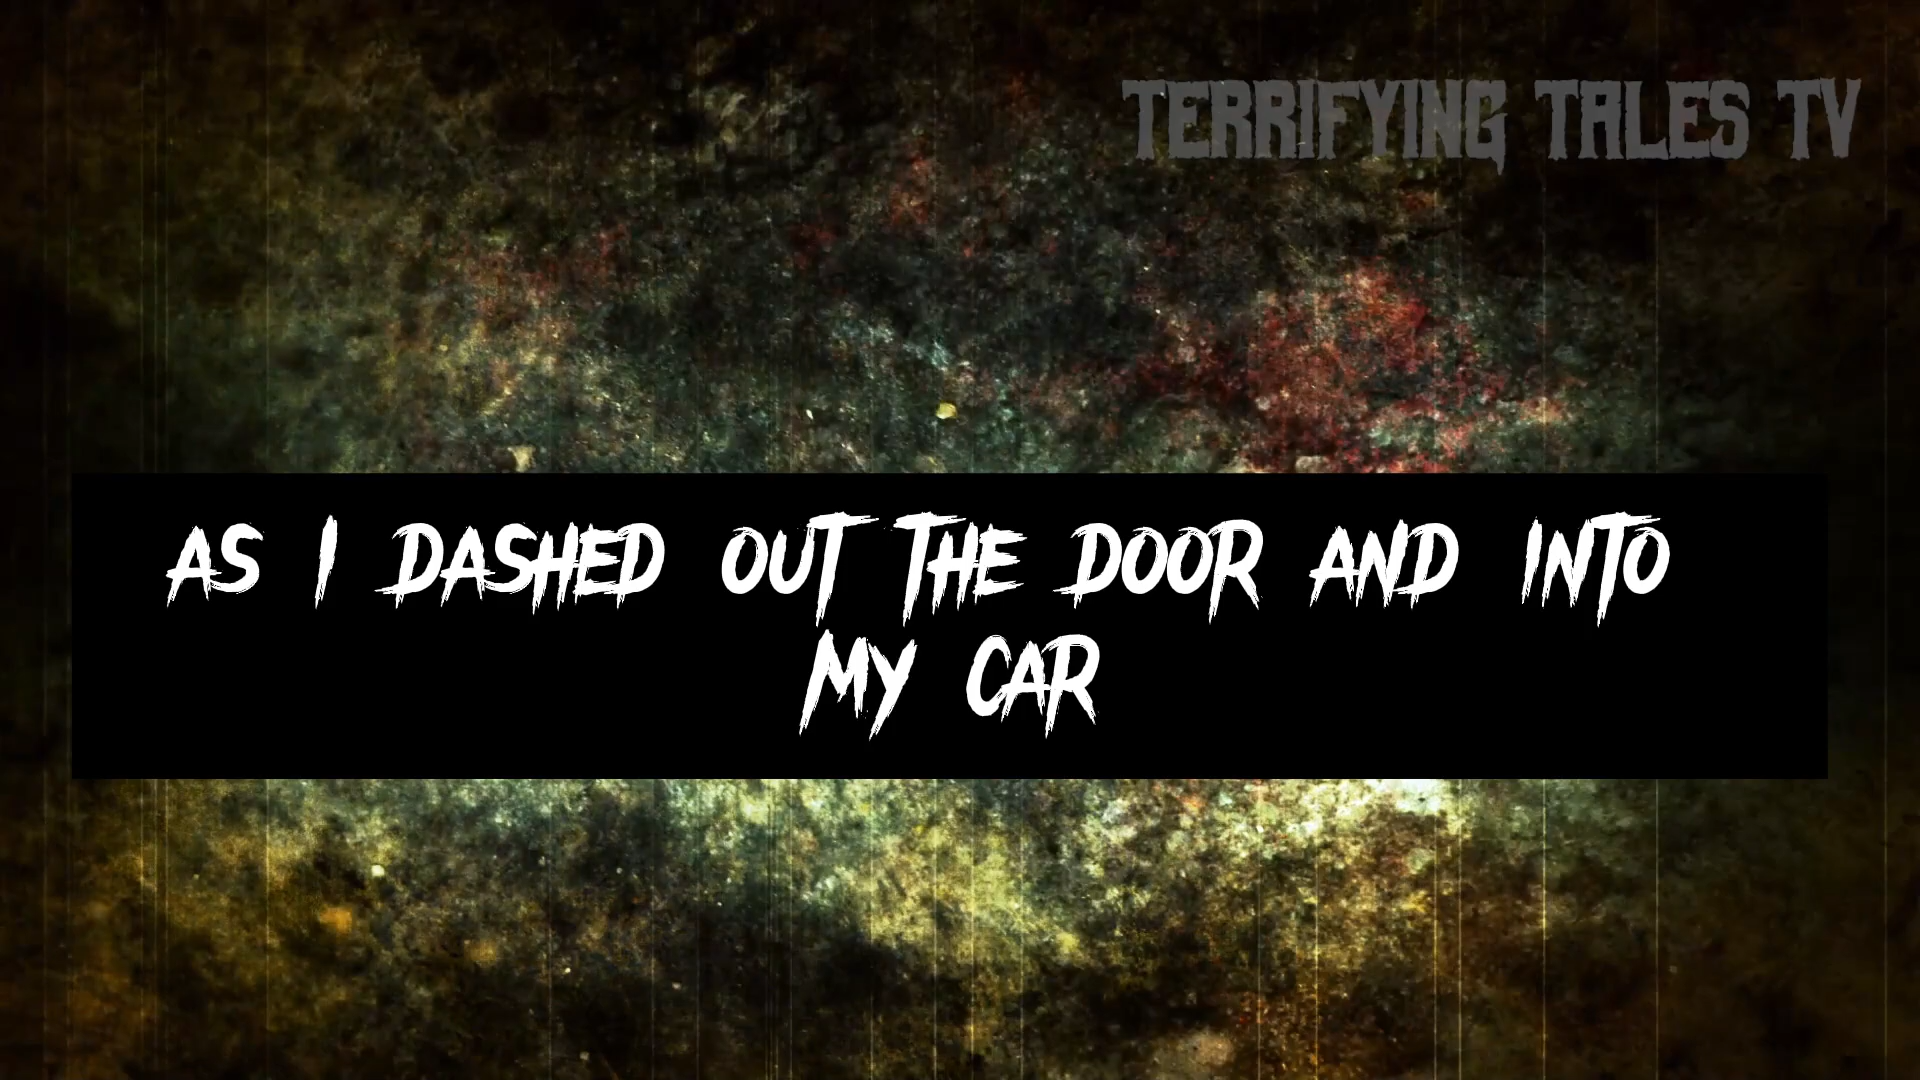 TERRIFYING TALES TV
AS I DASHED OUT THE DOOR AND INTO
MY CAR